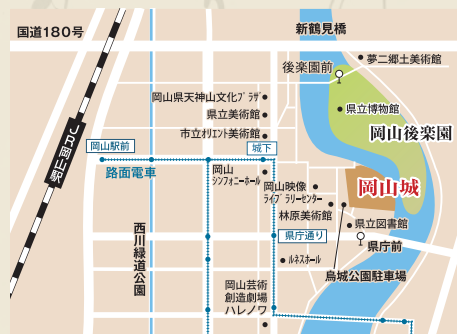 国道180号
新鶴見橋
夢二郷土美術館
後楽園前
岡山県天神山文化プラザ
県立美術館
県立博物館
市立オリエント美術館
岡山後楽園
JR岡山駅
岡山駅前
城下
路面電車
岡山
シンフォニーホール
岡山映像
ライブラリーセンター
岡山城
林原美術館
県立図書館
西川緑道公園
県庁通り
県庁前
ルネスホール
烏城公園駐車場
岡山芸術
創造劇場
ハレノワ